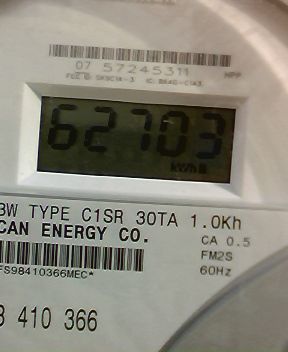 07 57245311
HPP
62703
kWh
3W TYPE C1SR 30TA 1.0Kh
CAN ENERGY CO.
CA 0.5
FM2S
60Hz
FS98410366MEC*
3 410 366